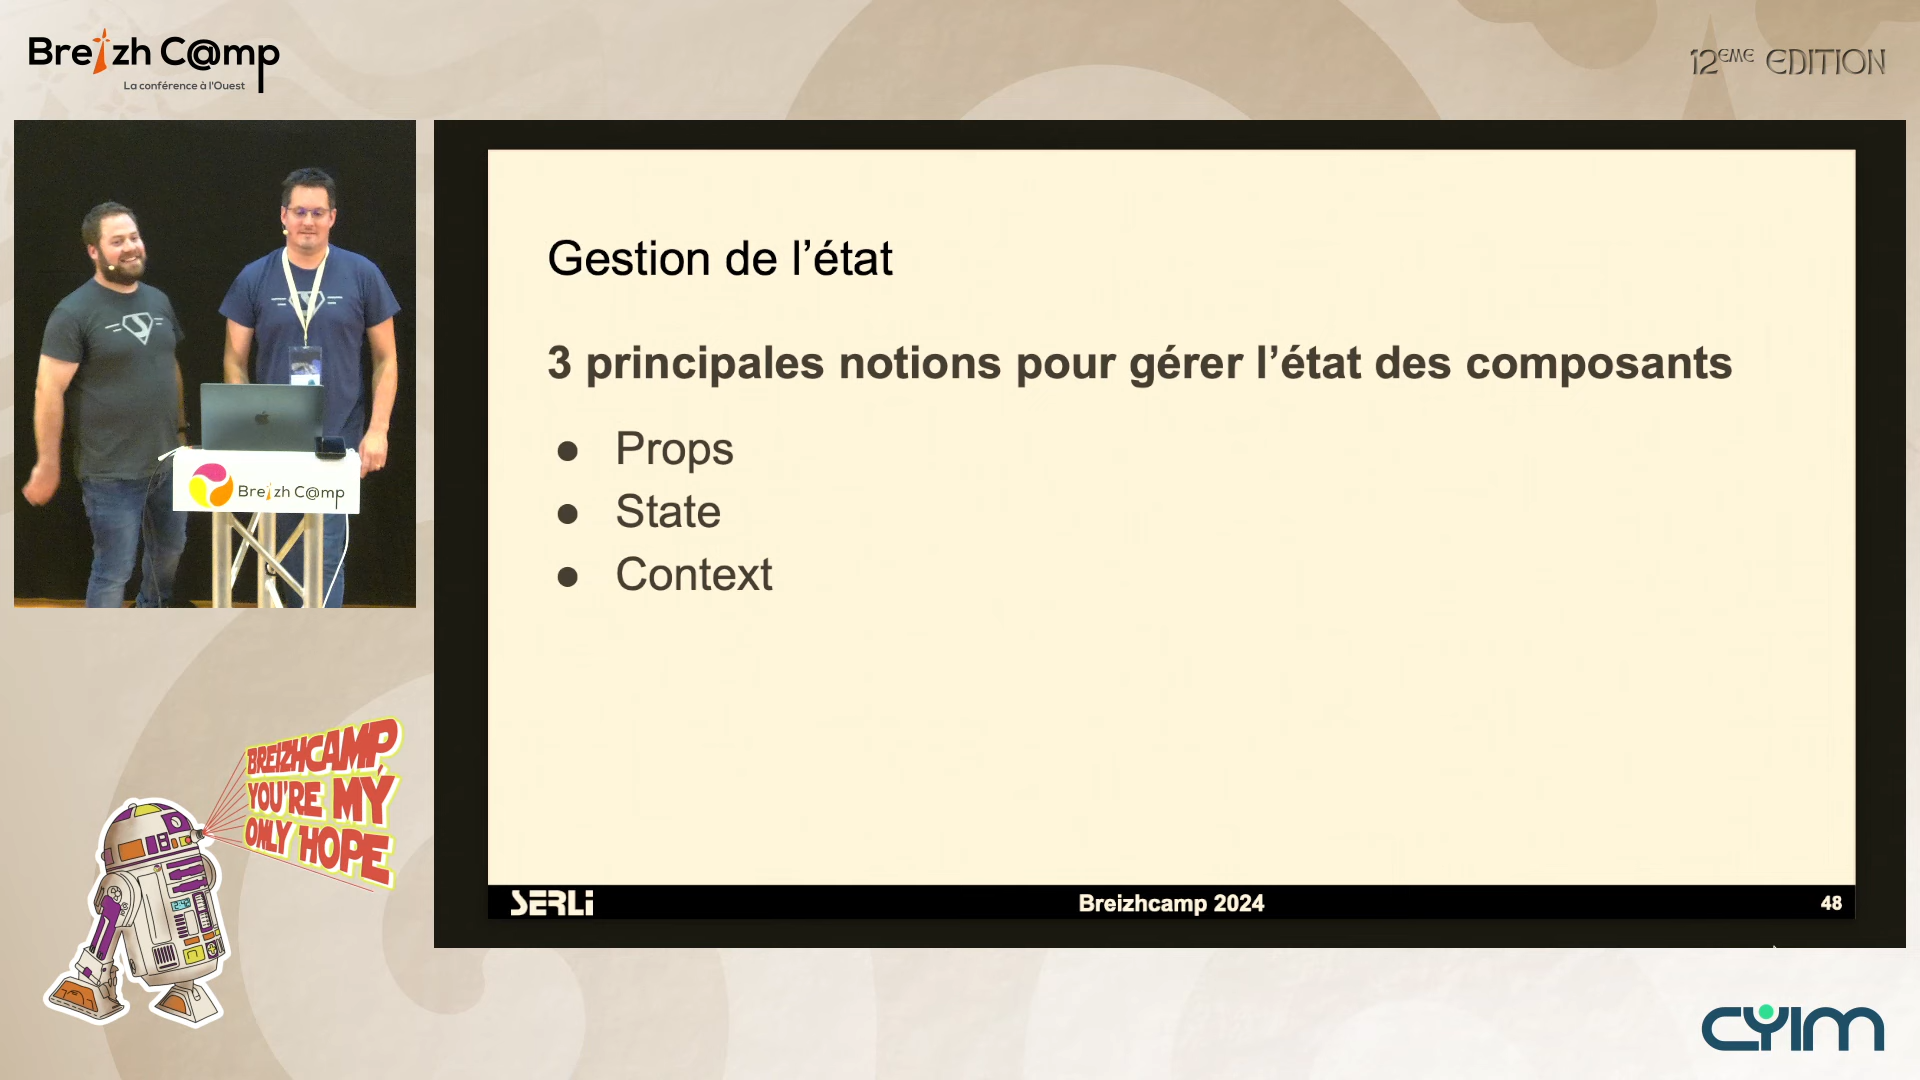 Breizh C@mp
La conférence à l'Ouest
12EME EDITION
Gestion de l'état
3 principales notions pour gérer l'état des composants
● Props
● State
● Context
SERLI
Breizhcamp 2024
48
Breizh C@mp
BREIZHCAMP,
YOU'RE MY
ONLY HOPE
CYIM